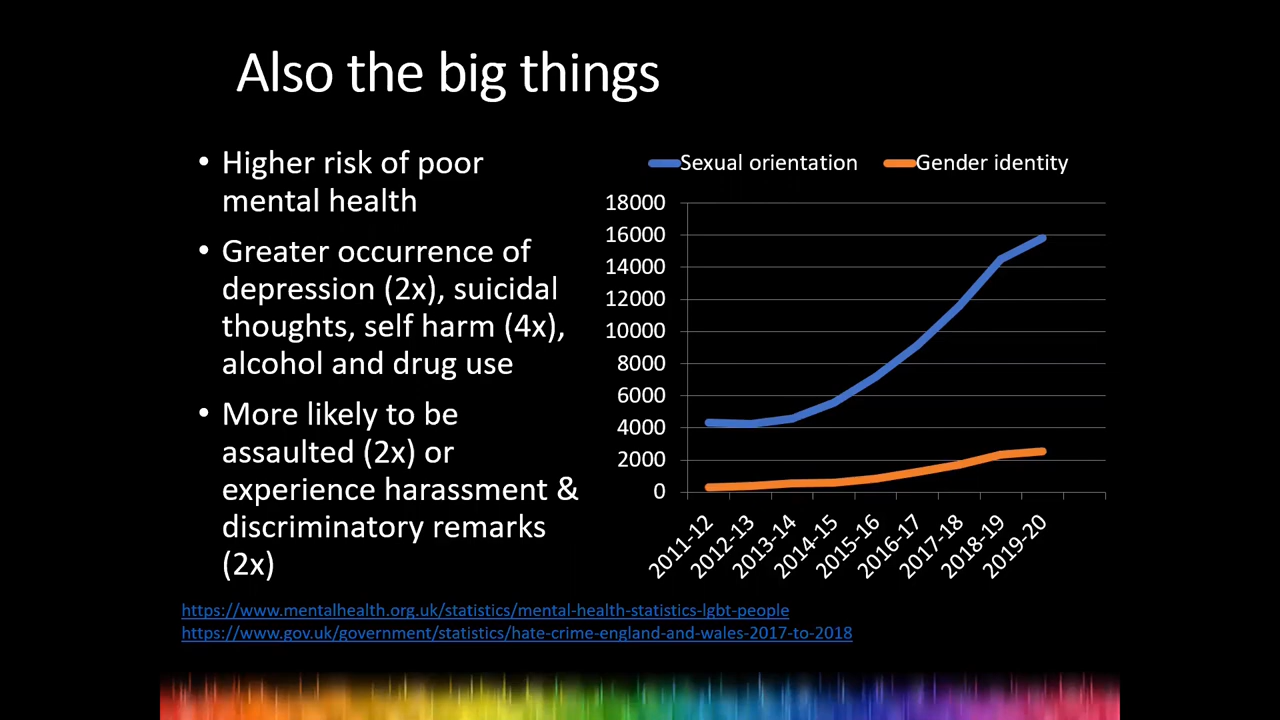 Also the big things
• Higher risk of poor
mental health
• Greater occurrence of
depression (2x), suicidal
thoughts, self harm (4x),
alcohol and drug use
• More likely to be
assaulted (2x) or
experience harassment &
discriminatory remarks
(2x)
Sexual orientation Gender identity
18000
16000
14000
12000
10000
8000
6000
4000
2000
0
2011-12
2012-13
2013-14
2014-15
2015-16
2016-17
2017-18
2018-19
2019-20
https://www.mentalhealth.org.uk/statistics/mental-health-statistics-lgbt-people
https://www.gov.uk/government/statistics/hate-crime-england-and-wales-2017-to-2018